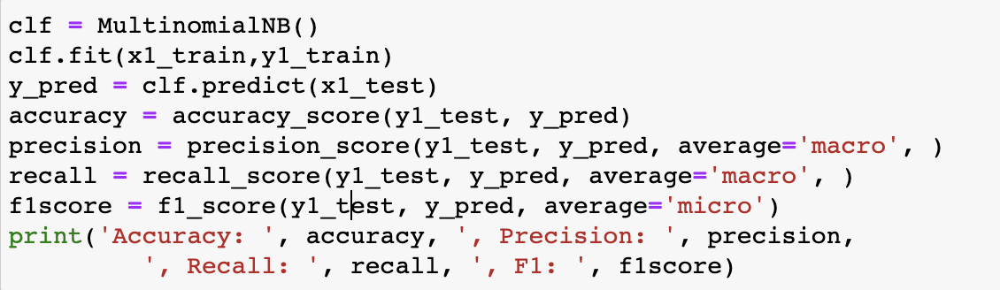 clf = MultinomialNB()
clf.fit(x1_train,y1_train)
y_pred = clf.predict(x1_test)
accuracy = accuracy_score(y1_test, y_pred)
precision = precision_score(y1_test, y_pred, average='macro', )
recall = recall_score(y1_test, y_pred, average='macro', )
f1score = f1_score(y1_test, y_pred, average='micro')
print('Accuracy: ', accuracy, ', Precision: ', precision,
         ', Recall: ', recall, ', F1: ', f1score)